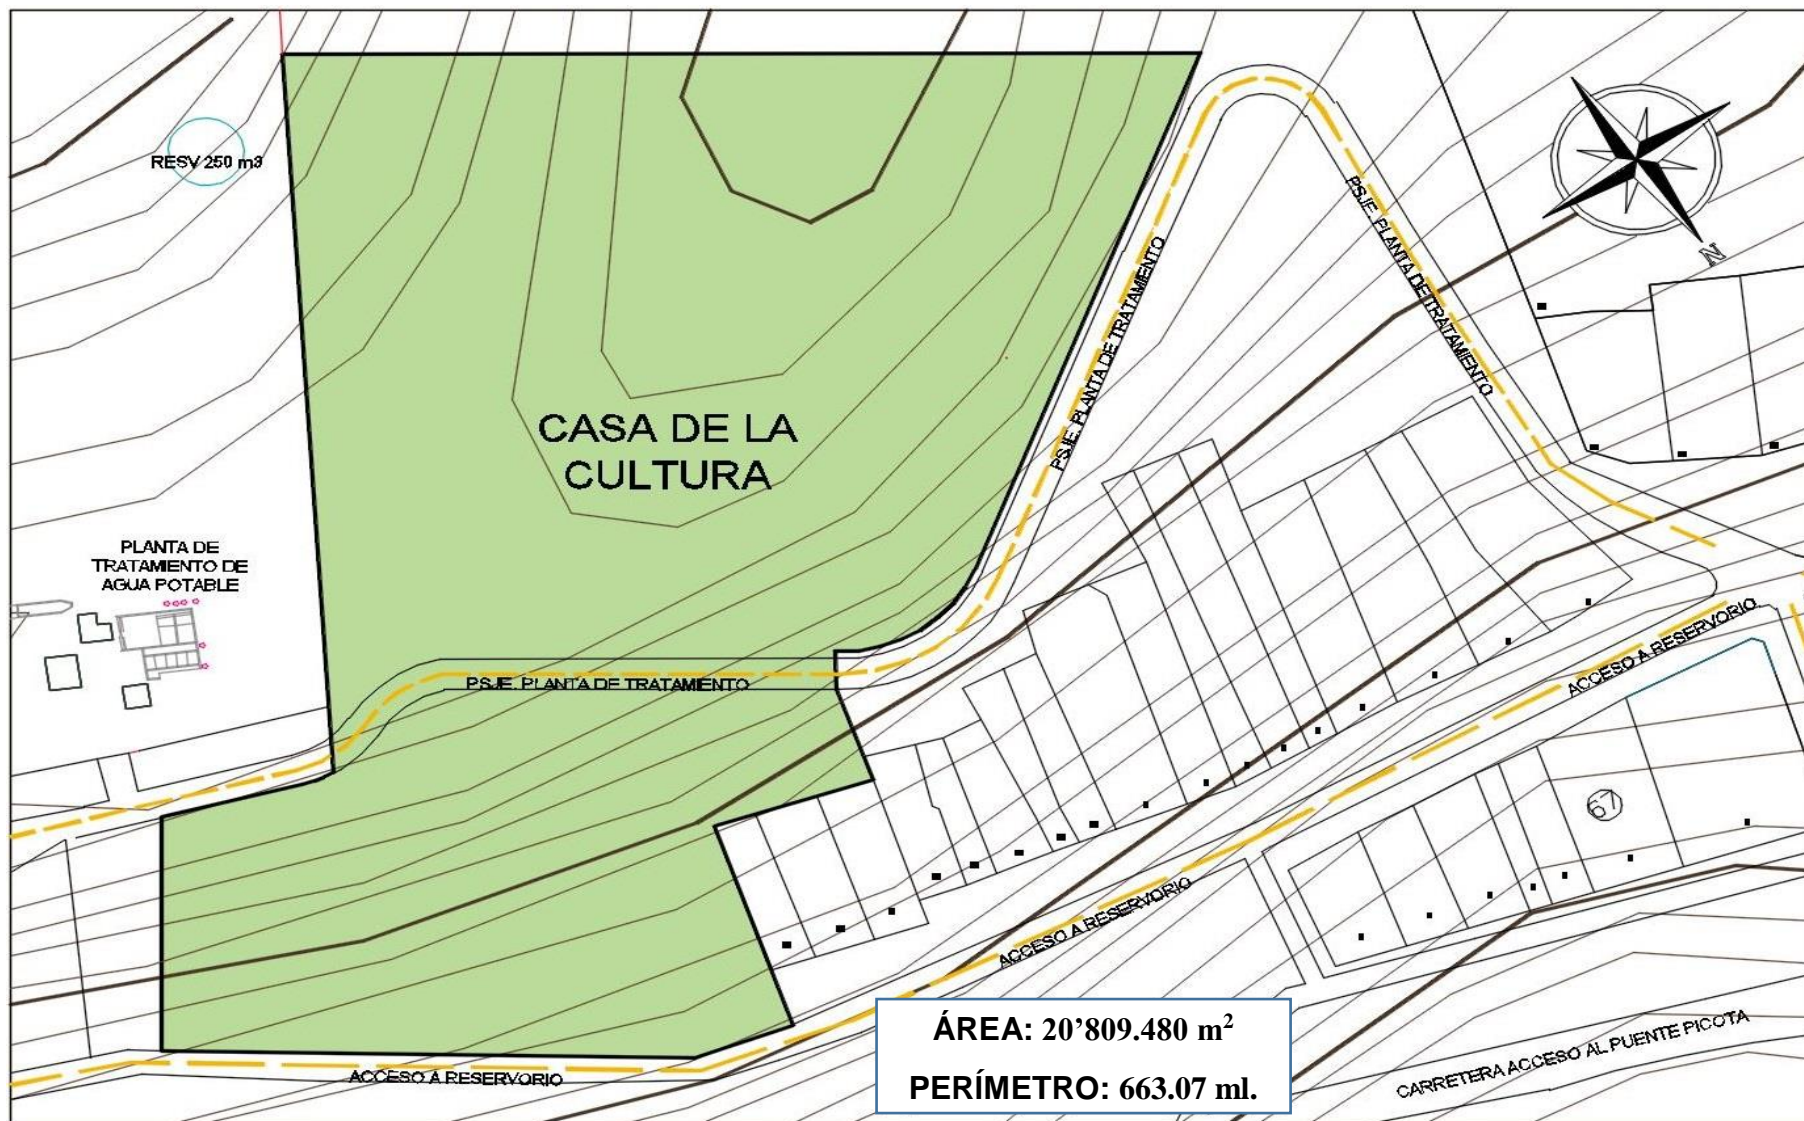 RESV 250 m3
PSJE. PLANTA DE TRATAMIENTO
PSJE. PLANTA DE TRATAMIENTO
N
CASA DE LA
CULTURA
PLANTA DE
TRATAMIENTO DE
AGUA POTABLE
PSJE. PLANTA DE TRATAMIENTO
ACCESO A RESERVORIO
67
ACCESO A RESERVORIO
ACCESO A RESERVORIO
ÁREA: 20’809.480 m²
PERÍMETRO: 663.07 ml.
CARRETERA ACCESO AL PUENTE PICOTA